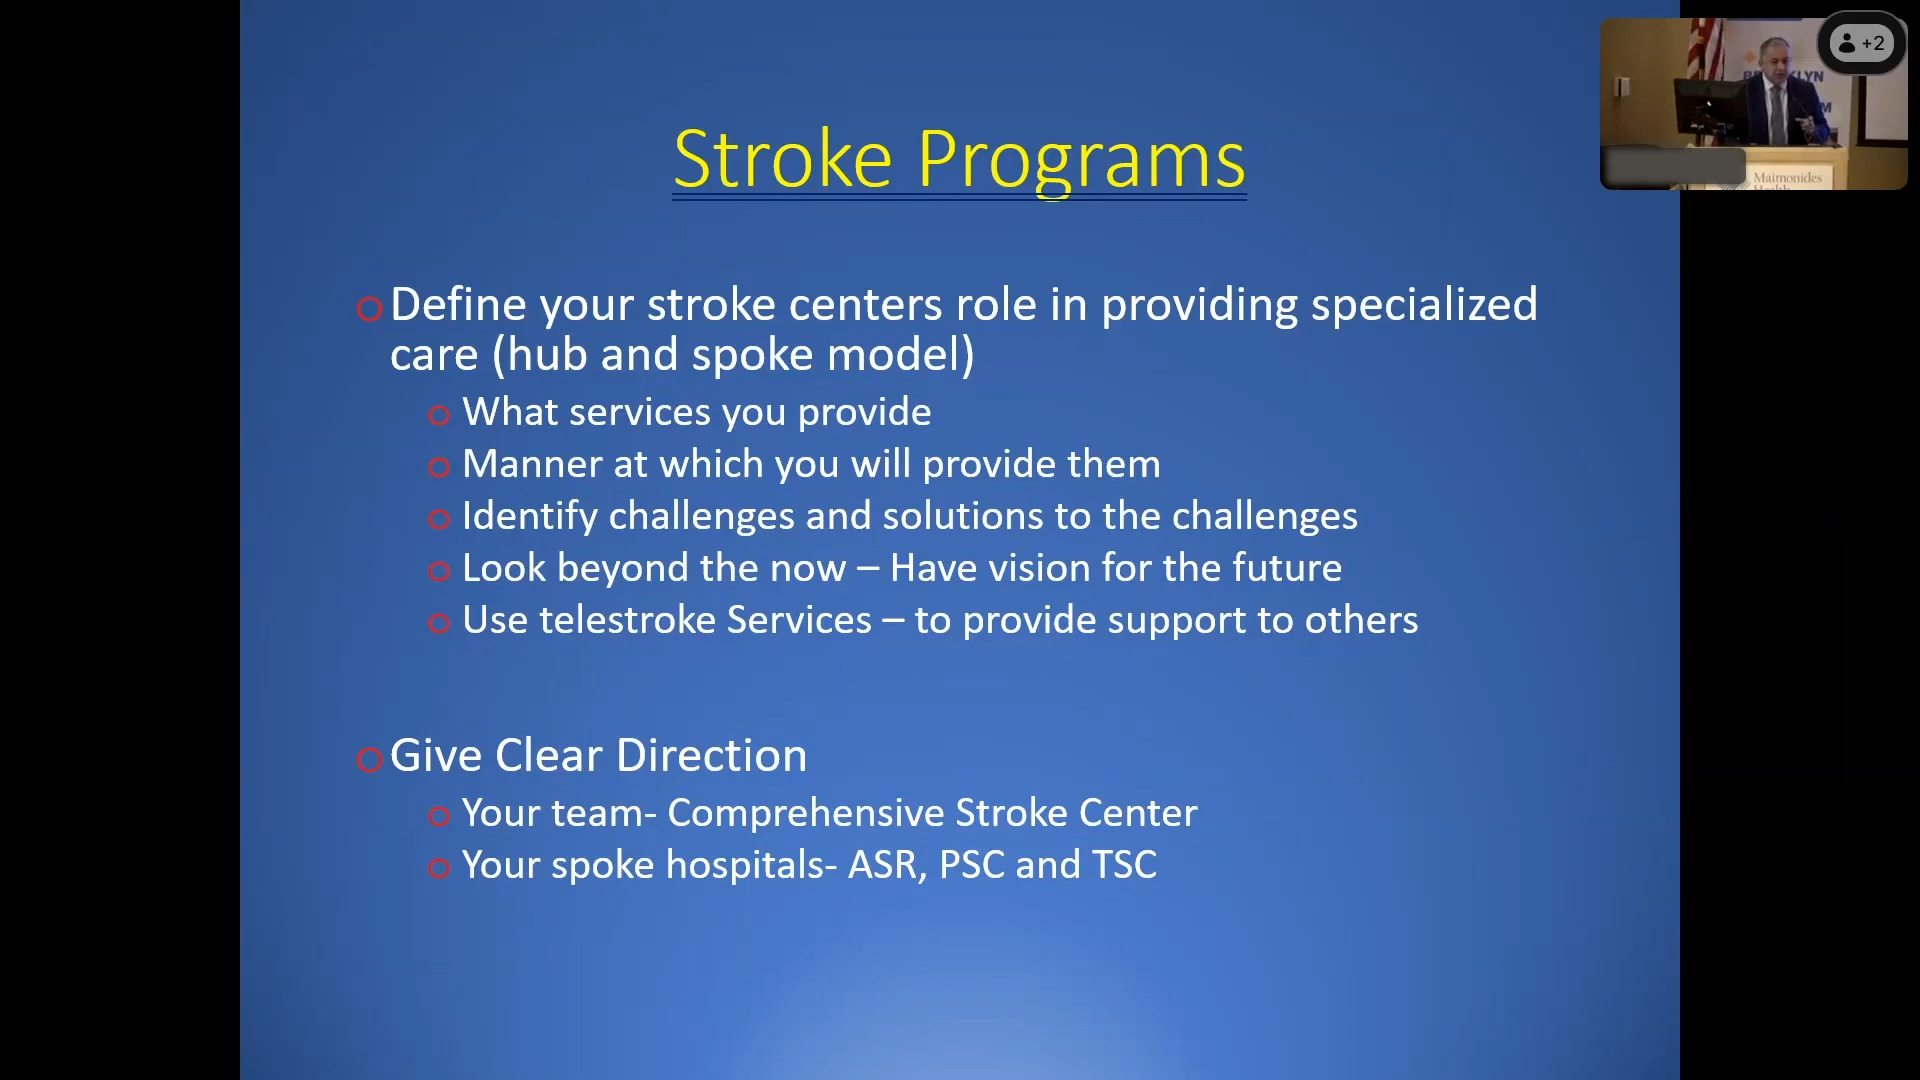 Stroke Programs
Define your stroke centers role in providing specialized
care (hub and spoke model)
What services you provide
Manner at which you will provide them
Identify challenges and solutions to the challenges
Look beyond the now – Have vision for the future
Use telestroke Services – to provide support to others
Give Clear Direction
Your team- Comprehensive Stroke Center
Your spoke hospitals- ASR, PSC and TSC
+2
Maimonides
Health